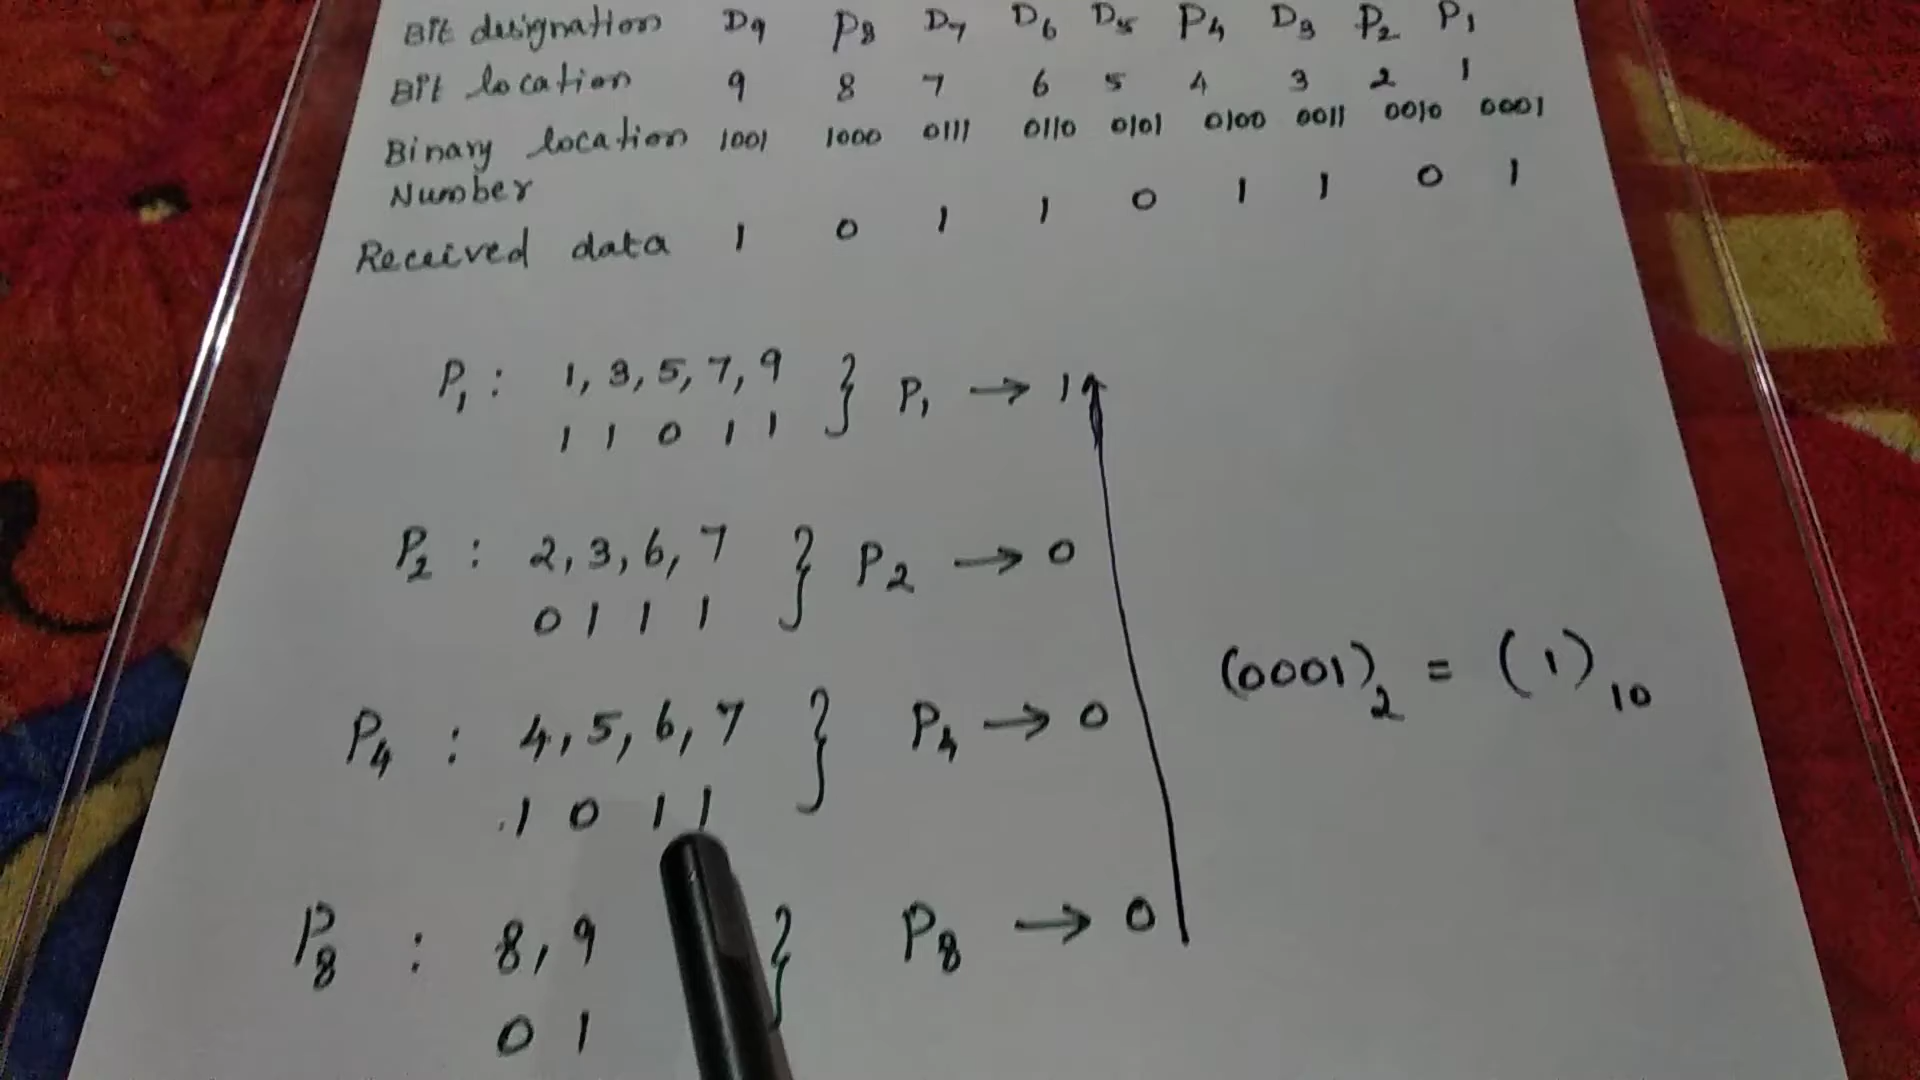 Bit designation D9 P8 D7 D6 D5 P4 D3 P2 P1
Bit location 9 8 7 6 5 4 3 2 1
Binary location 1001 1000 0111 0110 0101 0100 0011 0010 0001
Number
Received data 1 0 1 1 0 1 1 0 1
P1 : 1, 3, 5, 7, 9 } P1 → 1
1 1 0 1 1
P2 : 2, 3, 6, 7 } P2 → 0
0 1 1 1
(0001)2 = (1)10
P4 : 4, 5, 6, 7 } P4 → 0
1 0 1 1
P8 : 8, 9 } P8 → 0
0 1